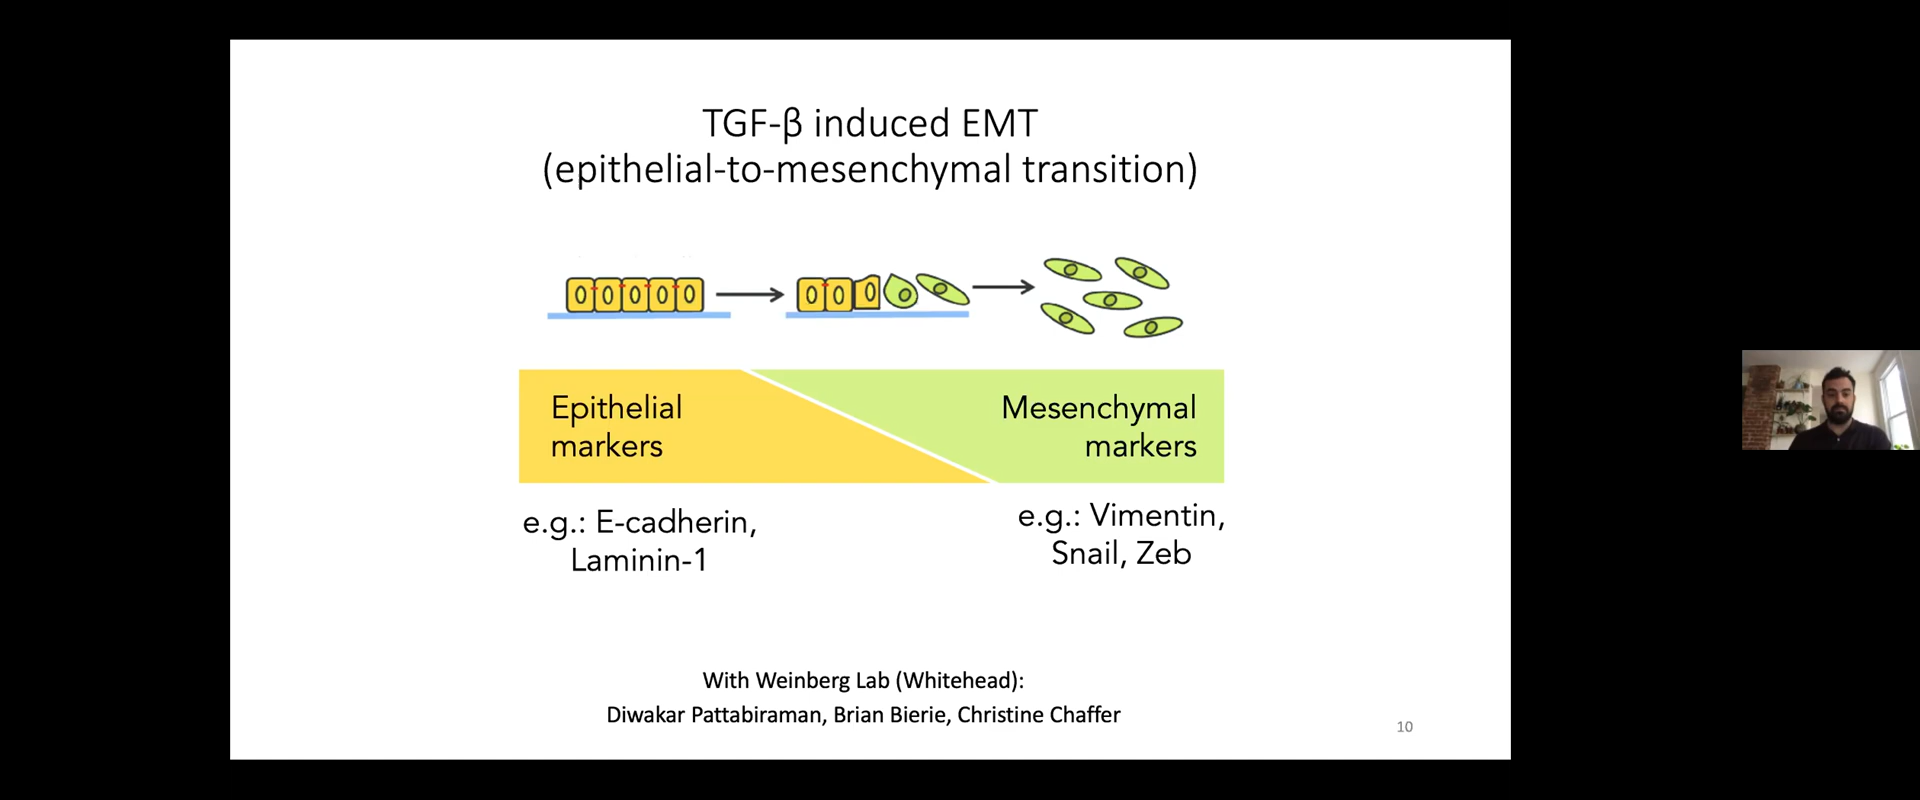 TGF-β induced EMT
(epithelial-to-mesenchymal transition)
Epithelial
markers
Mesenchymal
markers
e.g.: E-cadherin,
Laminin-1
e.g.: Vimentin,
Snail, Zeb
With Weinberg Lab (Whitehead):
Diwakar Pattabiraman, Brian Bierie, Christine Chaffer
10